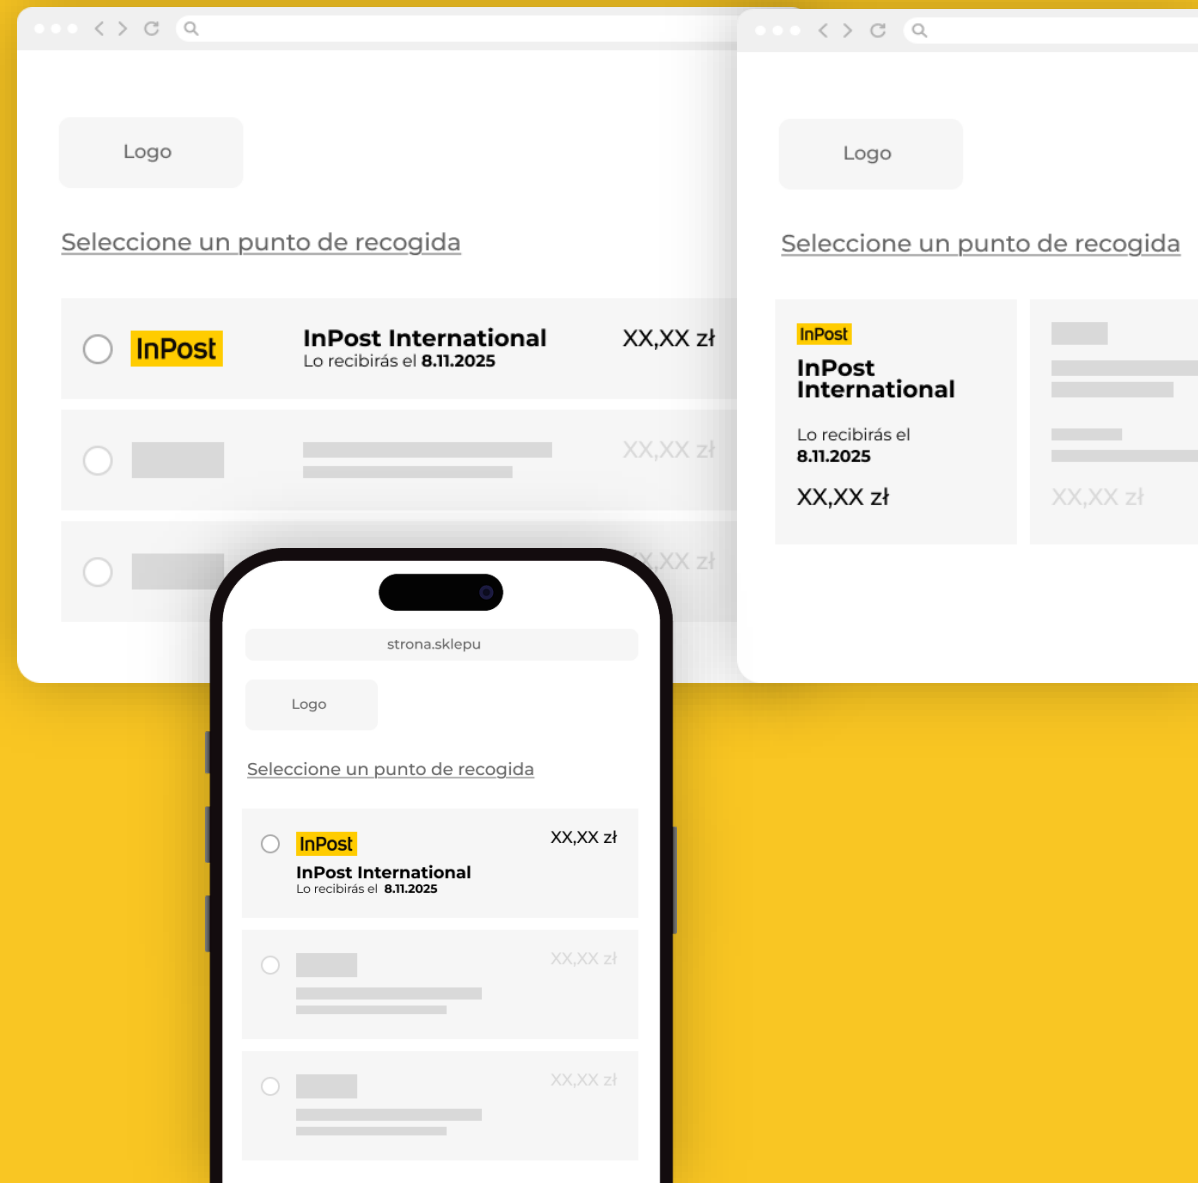 Logo
Seleccione un punto de recogida
InPost
InPost International
XX,XX zł
Lo recibirás el 8.11.2025
XX,XX zł
XX,XX zł
Logo
Seleccione un punto de recogida
InPost
InPost
International
Lo recibirás el
8.11.2025
XX,XX zł
XX,XX zł
strona.sklepu
Logo
Seleccione un punto de recogida
InPost
XX,XX zł
InPost International
Lo recibirás el 8.11.2025
XX,XX zł
XX,XX zł